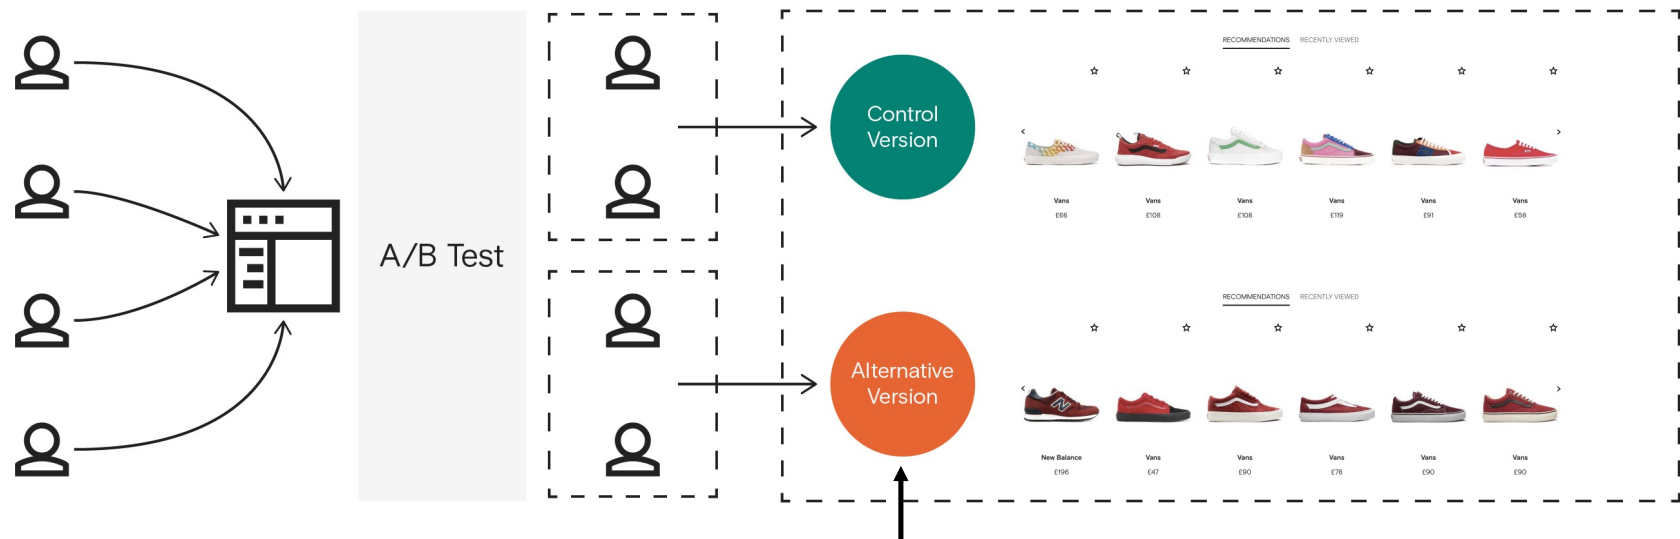 A/B Test
Control
Version
RECOMMENDATIONS RECENTLY VIEWED
Vans Vans Vans Vans Vans Vans
£66 £108 £108 £119 £91 £58
Alternative
Version
RECOMMENDATIONS RECENTLY VIEWED
N
New Balance Vans Vans Vans Vans Vans
£196 £47 £90 £78 £90 £90